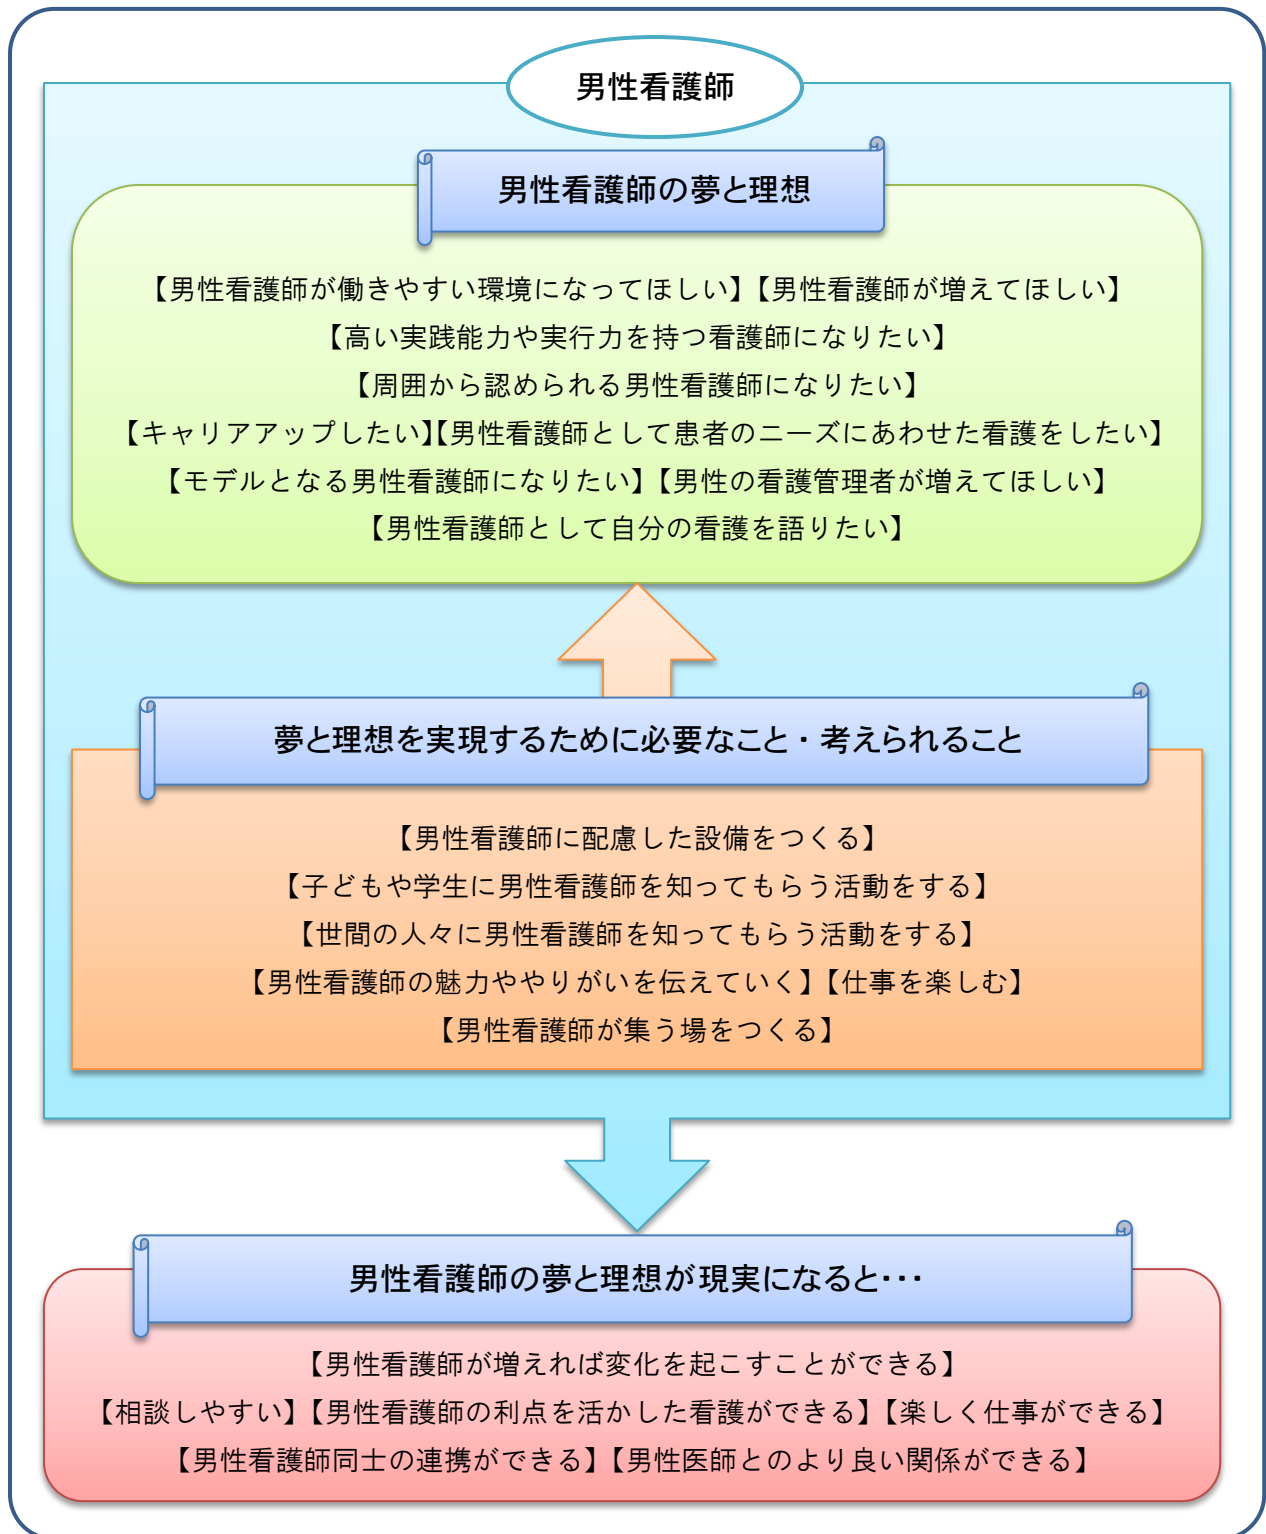 男性看護師
男性看護師の夢と理想
【男性看護師が働きやすい環境になってほしい】【男性看護師が増えてほしい】
【高い実践能力や実行力を持つ看護師になりたい】
【周囲から認められる男性看護師になりたい】
【キャリアアップしたい】【男性看護師として患者のニーズにあわせた看護をしたい】
【モデルとなる男性看護師になりたい】【男性の看護管理者が増えてほしい】
【男性看護師として自分の看護を語りたい】
夢と理想を実現するために必要なこと・考えられること
【男性看護師に配慮した設備をつくる】
【子どもや学生に男性看護師を知ってもらう活動をする】
【世間の人々に男性看護師を知ってもらう活動をする】
【男性看護師の魅力ややりがいを伝えていく】【仕事を楽しむ】
【男性看護師が集う場をつくる】
男性看護師の夢と理想が現実になると・・・
【男性看護師が増えれば変化を起こすことができる】
【相談しやすい】【男性看護師の利点を活かした看護ができる】【楽しく仕事ができる】
【男性看護師同士の連携ができる】【男性医師とのより良い関係ができる】